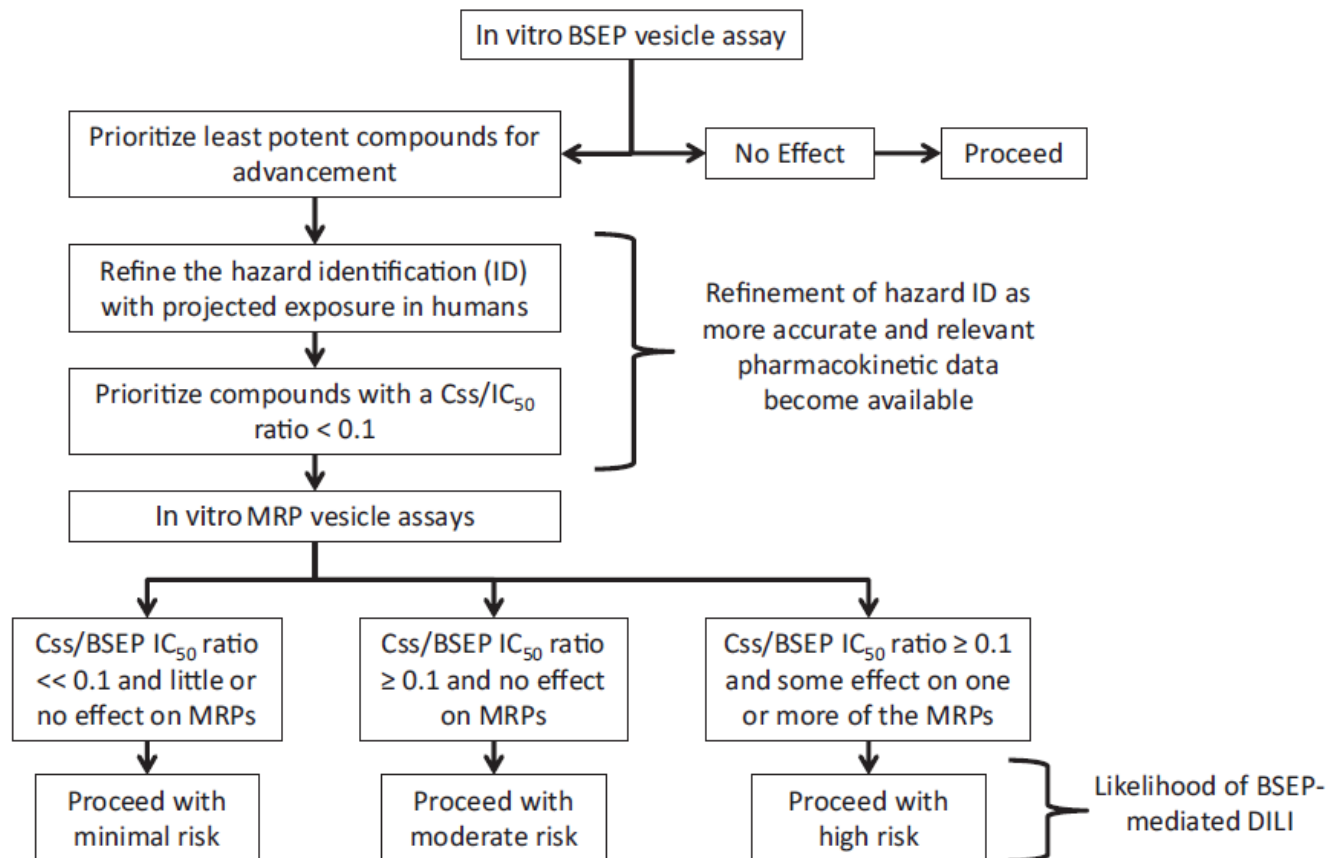 In vitro BSEP vesicle assay
Prioritize least potent compounds for
advancement
No Effect
Proceed
Refine the hazard identification (ID)
with projected exposure in humans
Prioritize compounds with a Css/IC₅₀
ratio < 0.1
Refinement of hazard ID as
more accurate and relevant
pharmacokinetic data
become available
In vitro MRP vesicle assays
Css/BSEP IC₅₀ ratio
<< 0.1 and little or
no effect on MRPs
Css/BSEP IC₅₀ ratio
≥ 0.1 and no effect
on MRPs
Css/BSEP IC₅₀ ratio ≥ 0.1
and some effect on one
or more of the MRPs
Proceed with
minimal risk
Proceed with
moderate risk
Proceed with
high risk
Likelihood of BSEP-
mediated DILI